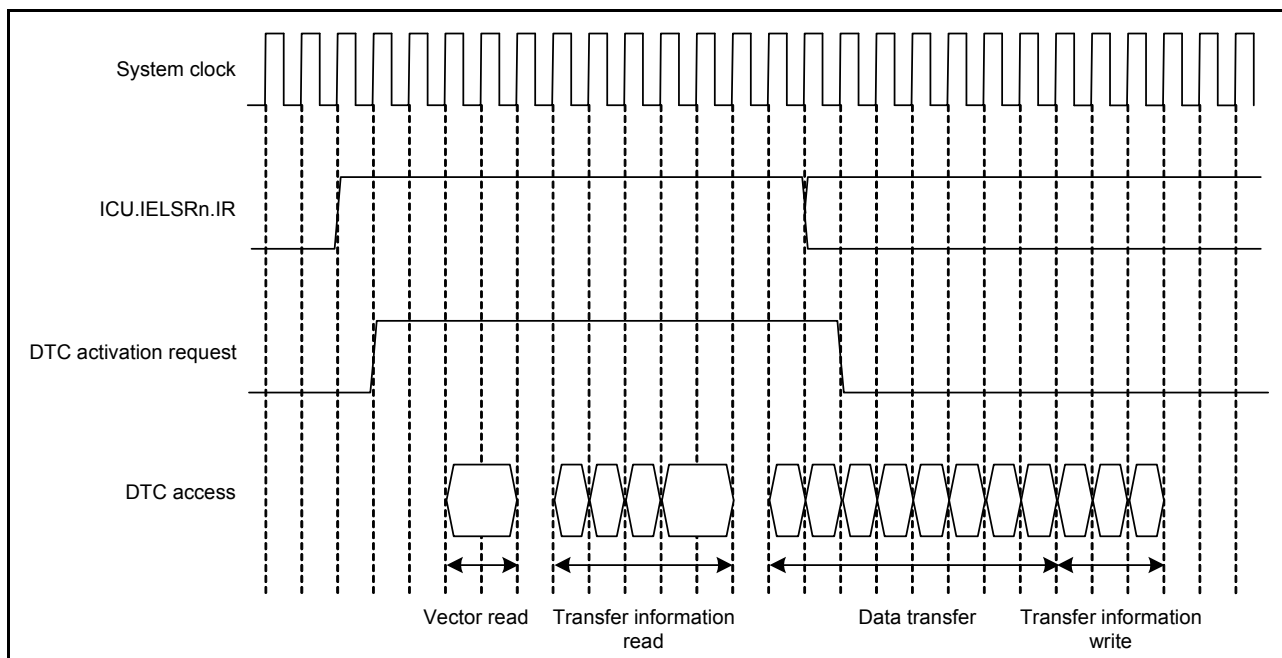 System clock
ICU.IELSRn.IR
DTC activation request
DTC access
Vector read
Transfer information
read
Data transfer
Transfer information
write